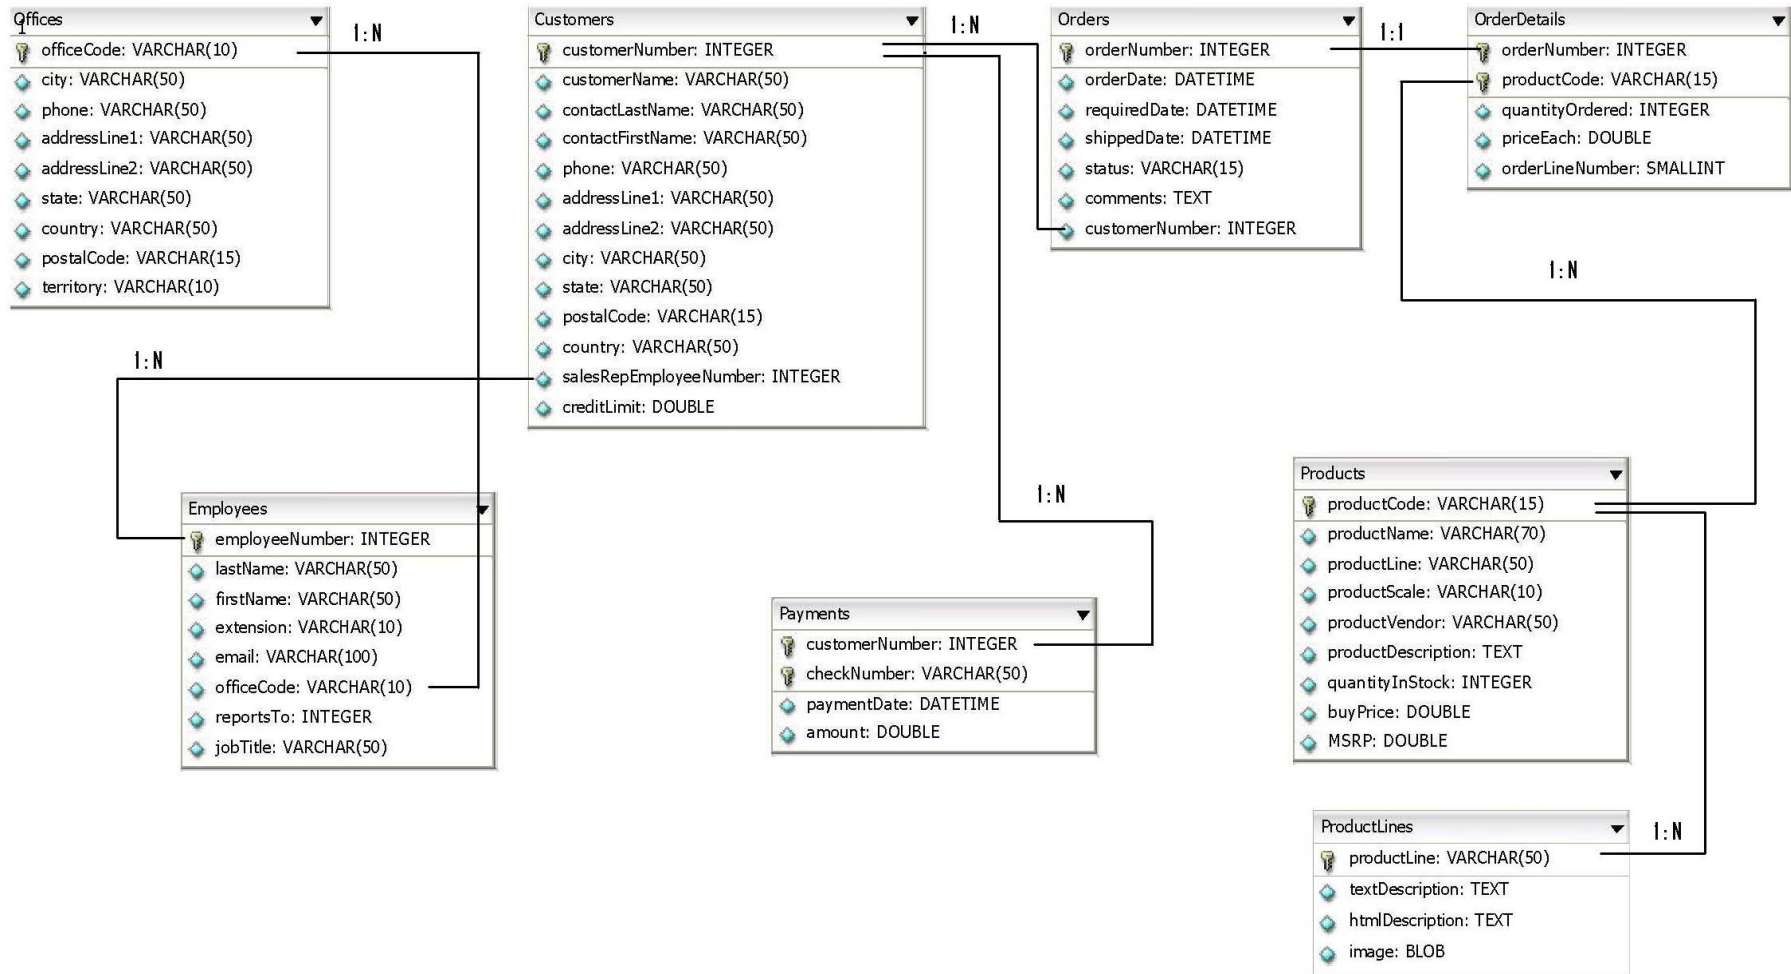 Offices
1
officeCode: VARCHAR(10)
city: VARCHAR(50)
phone: VARCHAR(50)
addressLine1: VARCHAR(50)
addressLine2: VARCHAR(50)
state: VARCHAR(50)
country: VARCHAR(50)
postalCode: VARCHAR(15)
territory: VARCHAR(10)
1:N
Customers
customerNumber: INTEGER
customerName: VARCHAR(50)
contactLastName: VARCHAR(50)
contactFirstName: VARCHAR(50)
phone: VARCHAR(50)
addressLine1: VARCHAR(50)
addressLine2: VARCHAR(50)
city: VARCHAR(50)
state: VARCHAR(50)
postalCode: VARCHAR(15)
country: VARCHAR(50)
salesRepEmployeeNumber: INTEGER
creditLimit: DOUBLE
1:N
Orders
orderNumber: INTEGER
orderDate: DATETIME
requiredDate: DATETIME
shippedDate: DATETIME
status: VARCHAR(15)
comments: TEXT
customerNumber: INTEGER
1:1
OrderDetails
orderNumber: INTEGER
productCode: VARCHAR(15)
quantityOrdered: INTEGER
priceEach: DOUBLE
orderLineNumber: SMALLINT
1:N
1:N
Employees
employeeNumber: INTEGER
lastName: VARCHAR(50)
firstName: VARCHAR(50)
extension: VARCHAR(10)
email: VARCHAR(100)
officeCode: VARCHAR(10)
reportsTo: INTEGER
jobTitle: VARCHAR(50)
1:N
Payments
customerNumber: INTEGER
checkNumber: VARCHAR(50)
paymentDate: DATETIME
amount: DOUBLE
Products
productCode: VARCHAR(15)
productName: VARCHAR(70)
productLine: VARCHAR(50)
productScale: VARCHAR(10)
productVendor: VARCHAR(50)
productDescription: TEXT
quantityInStock: INTEGER
buyPrice: DOUBLE
MSRP: DOUBLE
1:N
ProductLines
productLine: VARCHAR(50)
textDescription: TEXT
htmlDescription: TEXT
image: BLOB